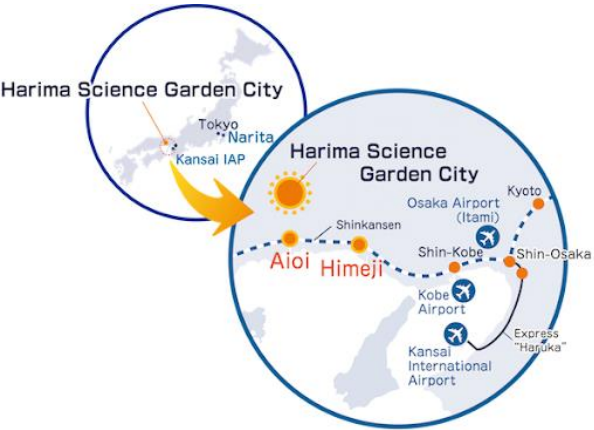 Harima Science Garden City
Tokyo
Narita
Kansai IAP
Harima Science
Garden City
Kyoto
Osaka Airport
(Itami)
Shinkansen
Aioi
Himeji
Shin-Kobe
Shin-Osaka
Kobe
Airport
Express
"Haruka"
Kansai
International
Airport